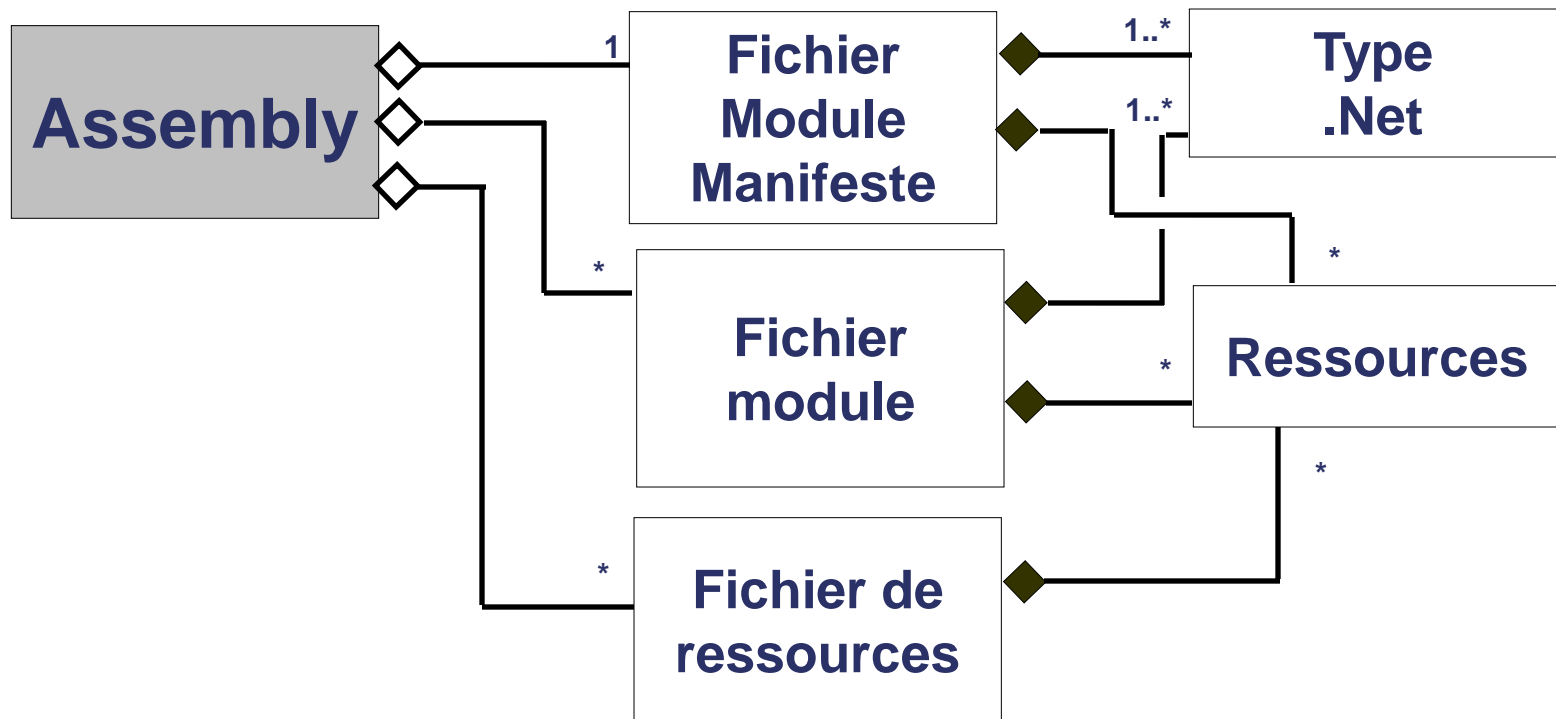 Assembly
1
Fichier
Module
Manifeste
1..*
1..*
Type
.Net
*
Fichier
module
*
*
Ressources
*
*
Fichier de
ressources